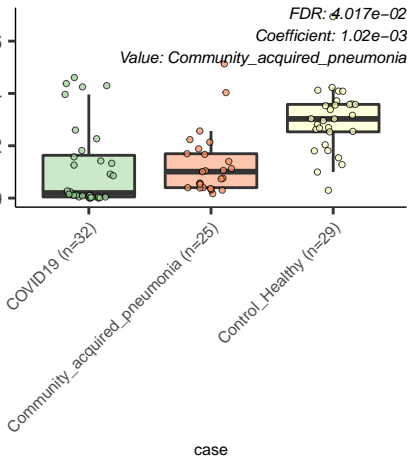 FDR: 4.017e−02
Coefficient: 1.02e−03
Value: Community_acquired_pneumonia
COVID19 (n=32)
Community_acquired_pneumonia (n=25)
Control_Healthy (n=29)
case